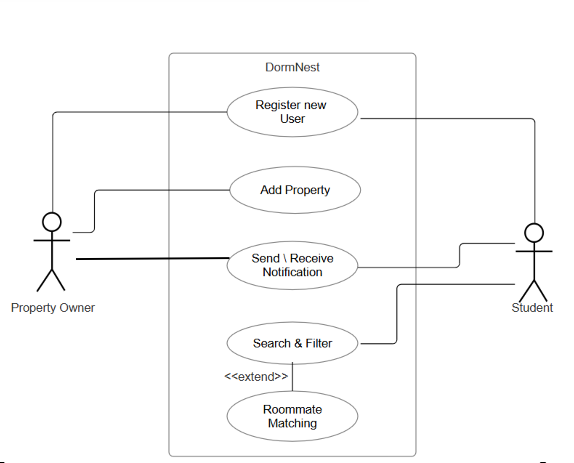 DormNest
Register new
User
Add Property
Send \ Receive
Notification
Property Owner
Student
Search & Filter
<<extend>>
Roommate
Matching